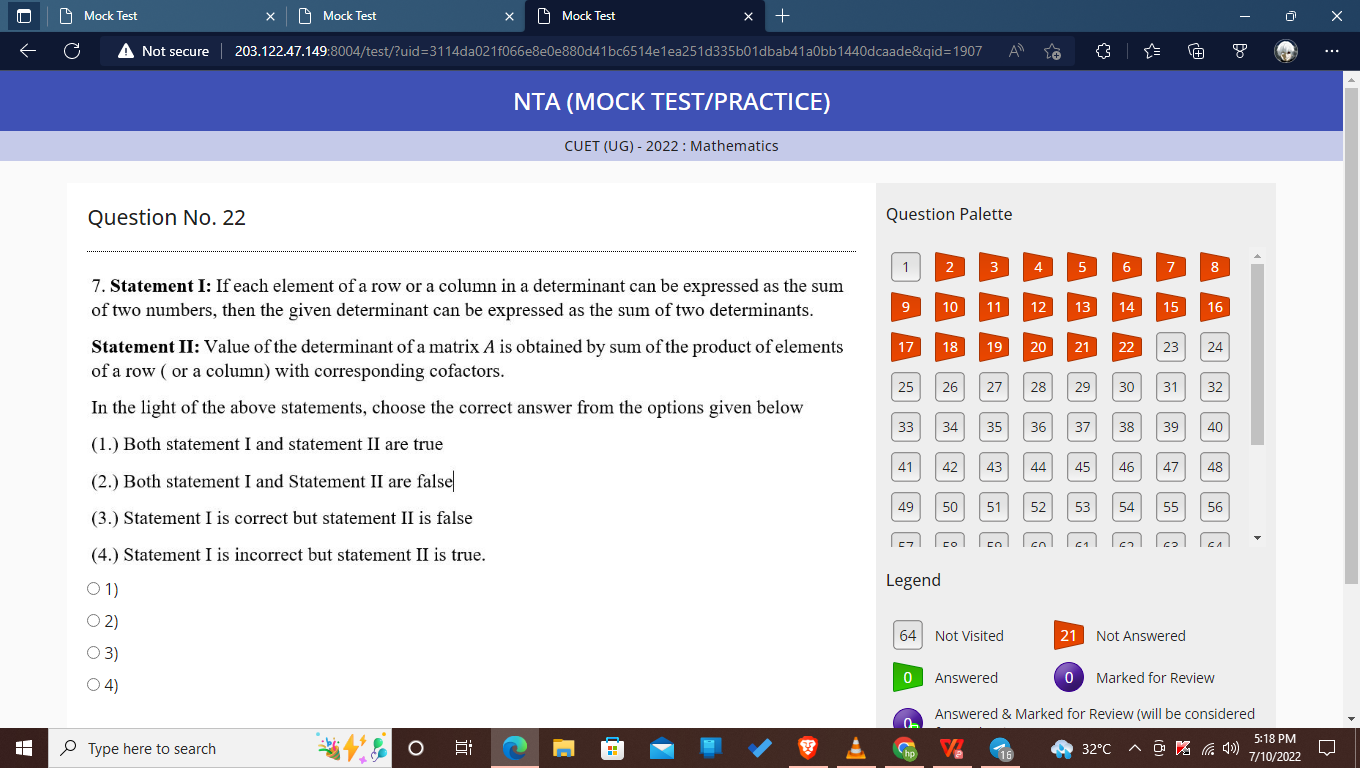 Mock Test
Mock Test
Mock Test
Not secure 203.122.47.149:8004/test/?uid=3114da021f066e8e0e880d41bc6514e1ea251d335b01dbab41a0bb1440dcaade&qid=1907
NTA (MOCK TEST/PRACTICE)
CUET (UG) - 2022 : Mathematics
Question No. 22
7. Statement I: If each element of a row or a column in a determinant can be expressed as the sum
of two numbers, then the given determinant can be expressed as the sum of two determinants.
Statement II: Value of the determinant of a matrix A is obtained by sum of the product of elements
of a row ( or a column) with corresponding cofactors.
In the light of the above statements, choose the correct answer from the options given below
(1.) Both statement I and statement II are true
(2.) Both statement I and Statement II are false
(3.) Statement I is correct but statement II is false
(4.) Statement I is incorrect but statement II is true.
1)
2)
3)
4)
Question Palette
1 2 3 4 5 6 7 8
9 10 11 12 13 14 15 16
17 18 19 20 21 22 23 24
25 26 27 28 29 30 31 32
33 34 35 36 37 38 39 40
41 42 43 44 45 46 47 48
49 50 51 52 53 54 55 56
57 58 59 60 61 62 63 64
Legend
64 Not Visited 21 Not Answered
0 Answered 0 Marked for Review
0 Answered & Marked for Review (will be considered
Type here to search
hp
16
32°C
5:18 PM
7/10/2022